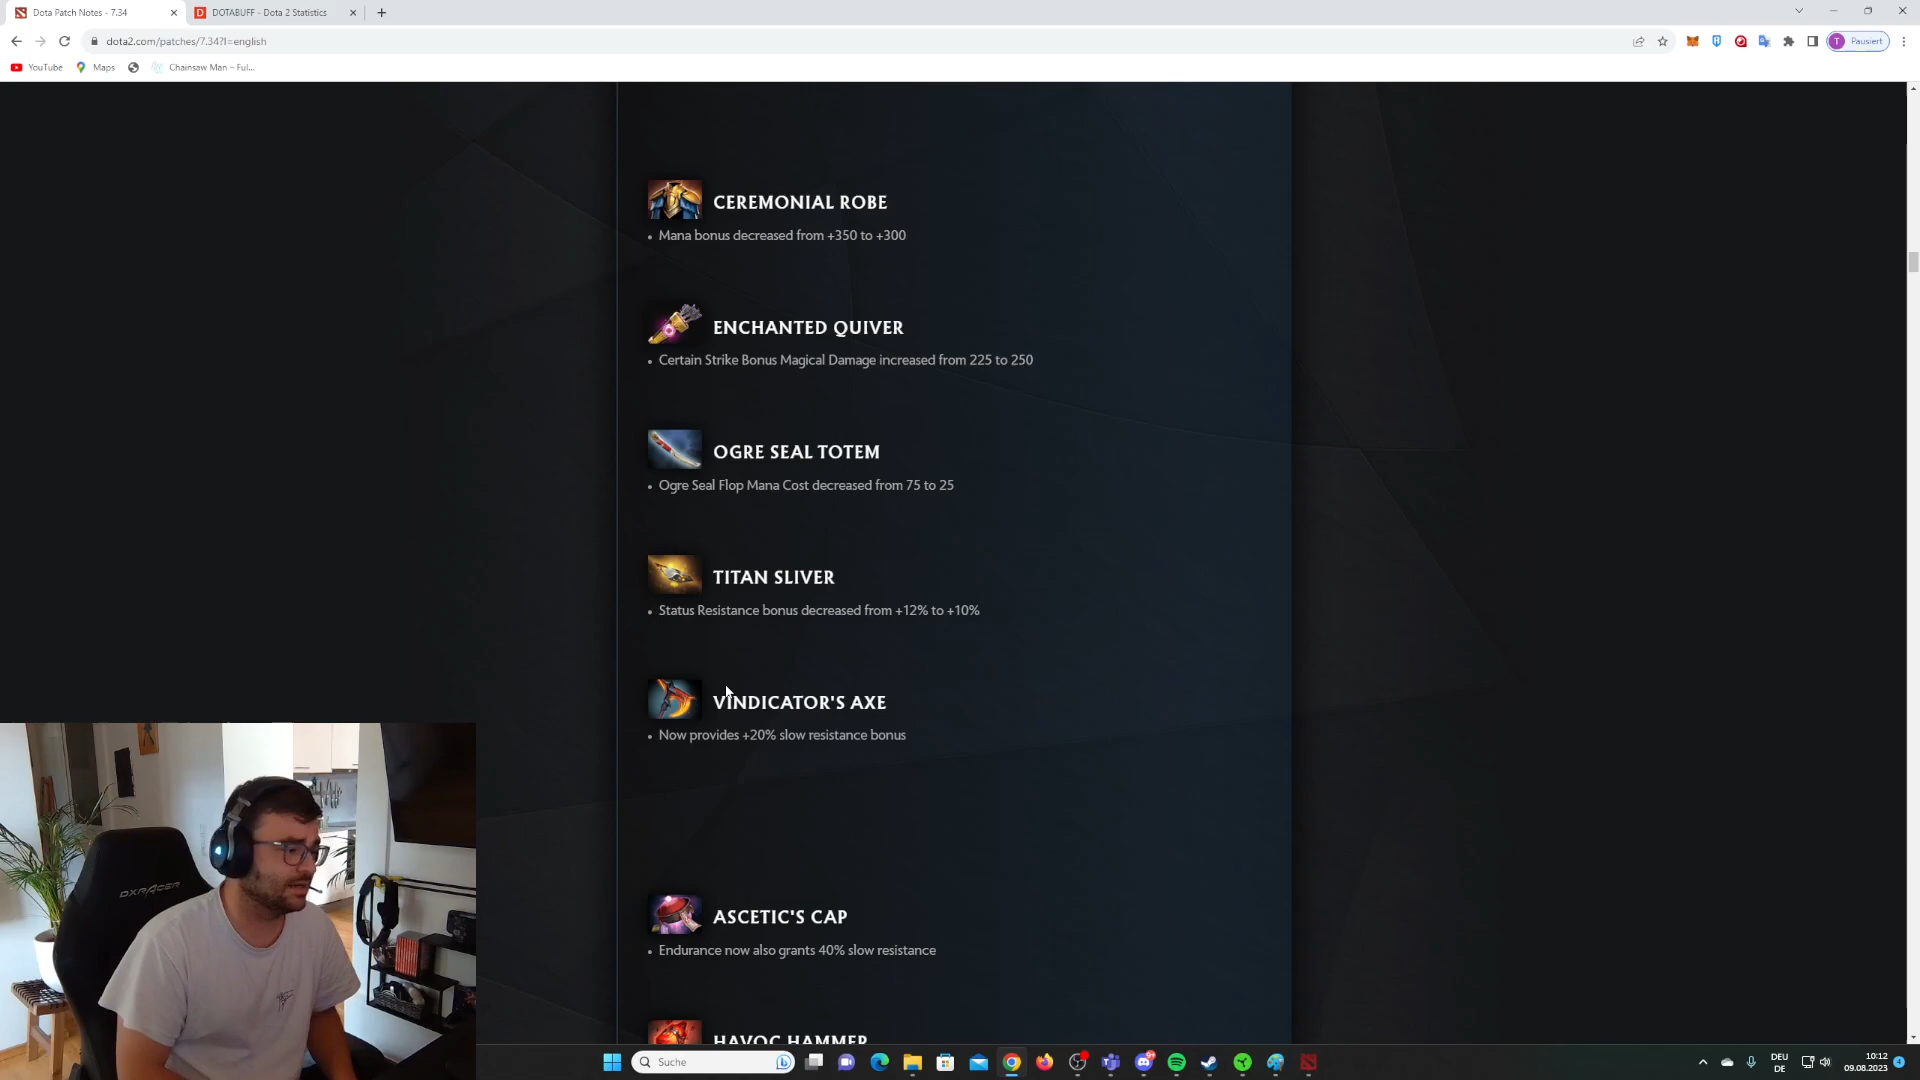 Dota Patch Notes - 7.34
DOTABUFF - Dota 2 Statistics
dota2.com/patches/7.34?l=english
Pausiert
YouTube
Maps
Chainsaw Man – Ful...
CEREMONIAL ROBE
• Mana bonus decreased from +350 to +300
ENCHANTED QUIVER
• Certain Strike Bonus Magical Damage increased from 225 to 250
OGRE SEAL TOTEM
• Ogre Seal Flop Mana Cost decreased from 75 to 25
TITAN SLIVER
• Status Resistance bonus decreased from +12% to +10%
VINDICATOR'S AXE
• Now provides +20% slow resistance bonus
ASCETIC'S CAP
• Endurance now also grants 40% slow resistance
HAVOC HAMMER
DXRACER
Suche
DEU
DE
10:12
09.08.2023